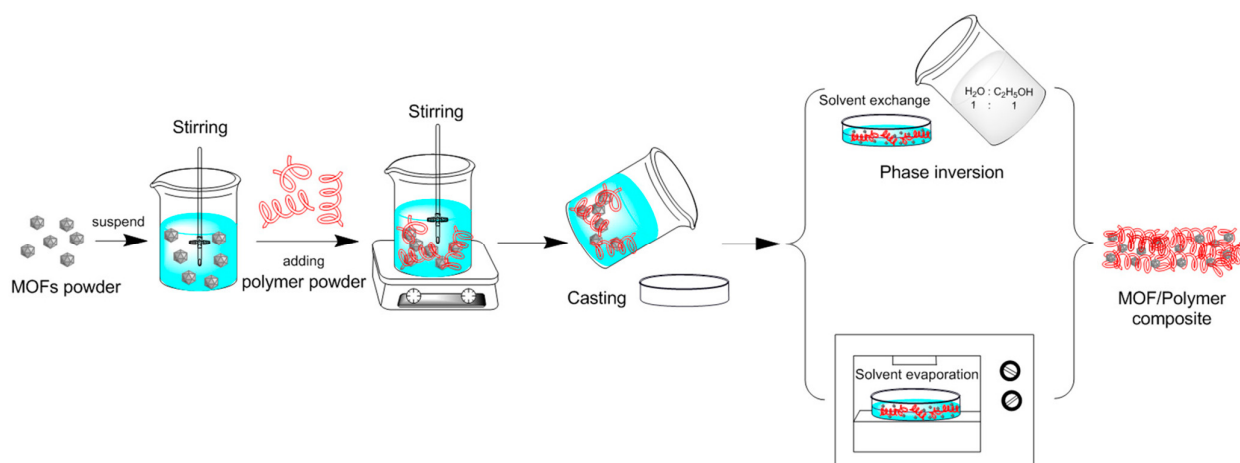 MOFs powder
suspend
Stirring
adding
polymer powder
Stirring
Casting
Solvent exchange
H₂O : C₂H₅OH
1 : 1
Phase inversion
Solvent evaporation
MOF/Polymer
composite